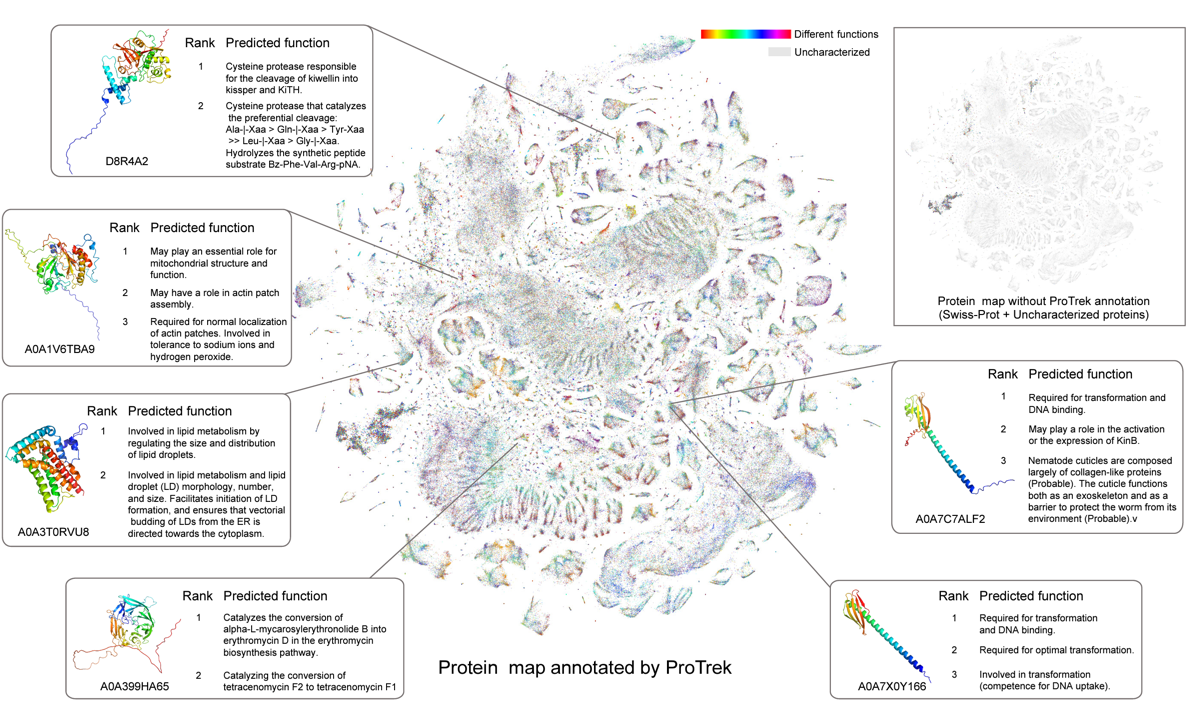 Different functions
Uncharacterized
Rank Predicted function
1 Cysteine protease responsible
for the cleavage of kiwellin into
kissper and KiTH.
2 Cysteine protease that catalyzes
the preferential cleavage:
Ala-|-Xaa > Gln-|-Xaa > Tyr-Xaa
>> Leu-|-Xaa > Gly-|-Xaa.
Hydrolyzes the synthetic peptide
substrate Bz-Phe-Val-Arg-pNA.
D8R4A2
Rank Predicted function
1 May play an essential role for
mitochondrial structure and
function.
2 May have a role in actin patch
assembly.
3 Required for normal localization
of actin patches. Involved in
tolerance to sodium ions and
hydrogen peroxide.
A0A1V6TBA9
Protein map without ProTrek annotation
(Swiss-Prot + Uncharacterized proteins)
Rank Predicted function
1 Involved in lipid metabolism by
regulating the size and distribution
of lipid droplets.
2 Involved in lipid metabolism and lipid
droplet (LD) morphology, number,
and size. Facilitates initiation of LD
formation, and ensures that vectorial
budding of LDs from the ER is
directed towards the cytoplasm.
A0A3T0RVU8
Rank Predicted function
1 Required for transformation and
DNA binding.
2 May play a role in the activation
or the expression of KinB.
3 Nematode cuticles are composed
largely of collagen-like proteins
(Probable). The cuticle functions
both as an exoskeleton and as a
barrier to protect the worm from its
environment (Probable).v
A0A7C7ALF2
Rank Predicted function
1 Catalyzes the conversion of
alpha-L-mycarosylerythronolide B into
erythromycin D in the erythromycin
biosynthesis pathway.
2 Catalyzing the conversion of
tetracenomycin F2 to tetracenomycin F1
A0A399HA65
Protein map annotated by ProTrek
Rank Predicted function
1 Required for transformation
and DNA binding.
2 Required for optimal transformation.
3 Involved in transformation
(competence for DNA uptake).
A0A7X0Y166